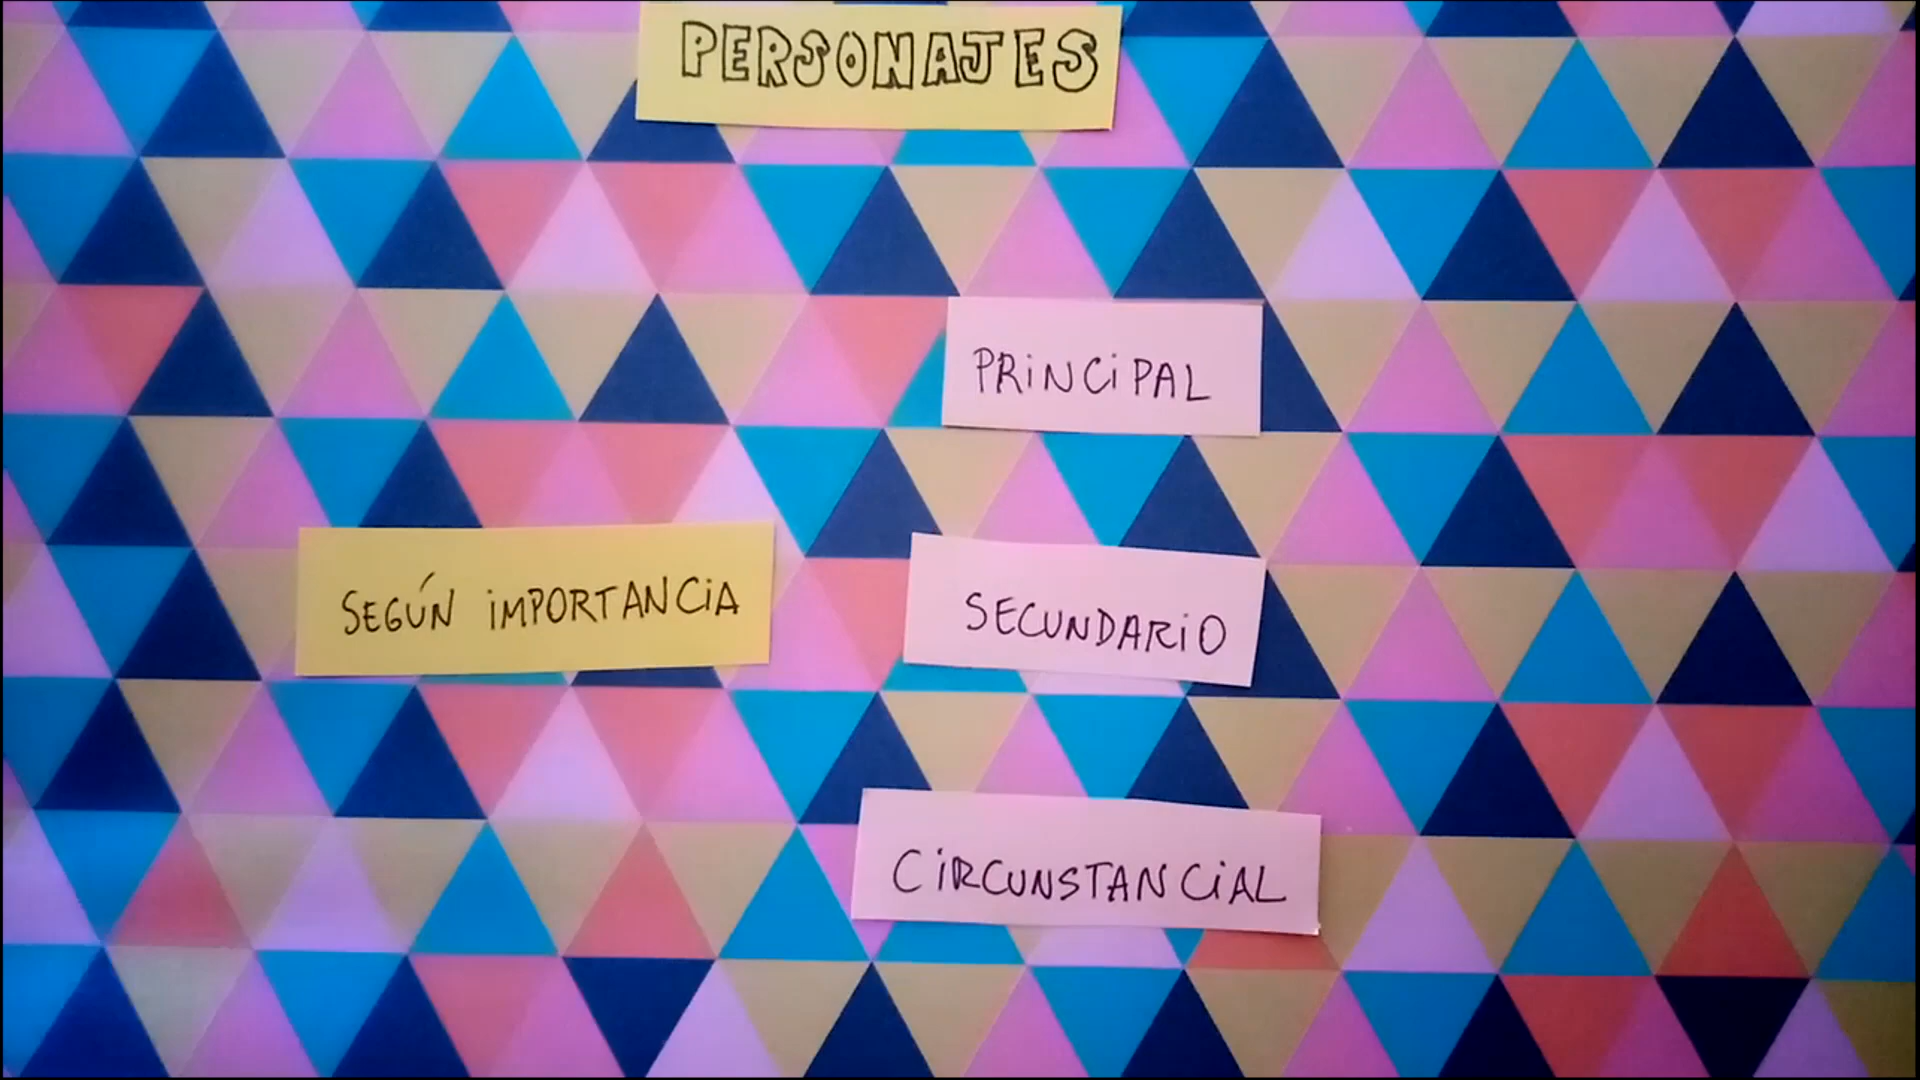 PERSONAJES
PRINCIPAL
SEGÚN IMPORTANCIA
SECUNDARIO
CIRCUNSTANCIAL